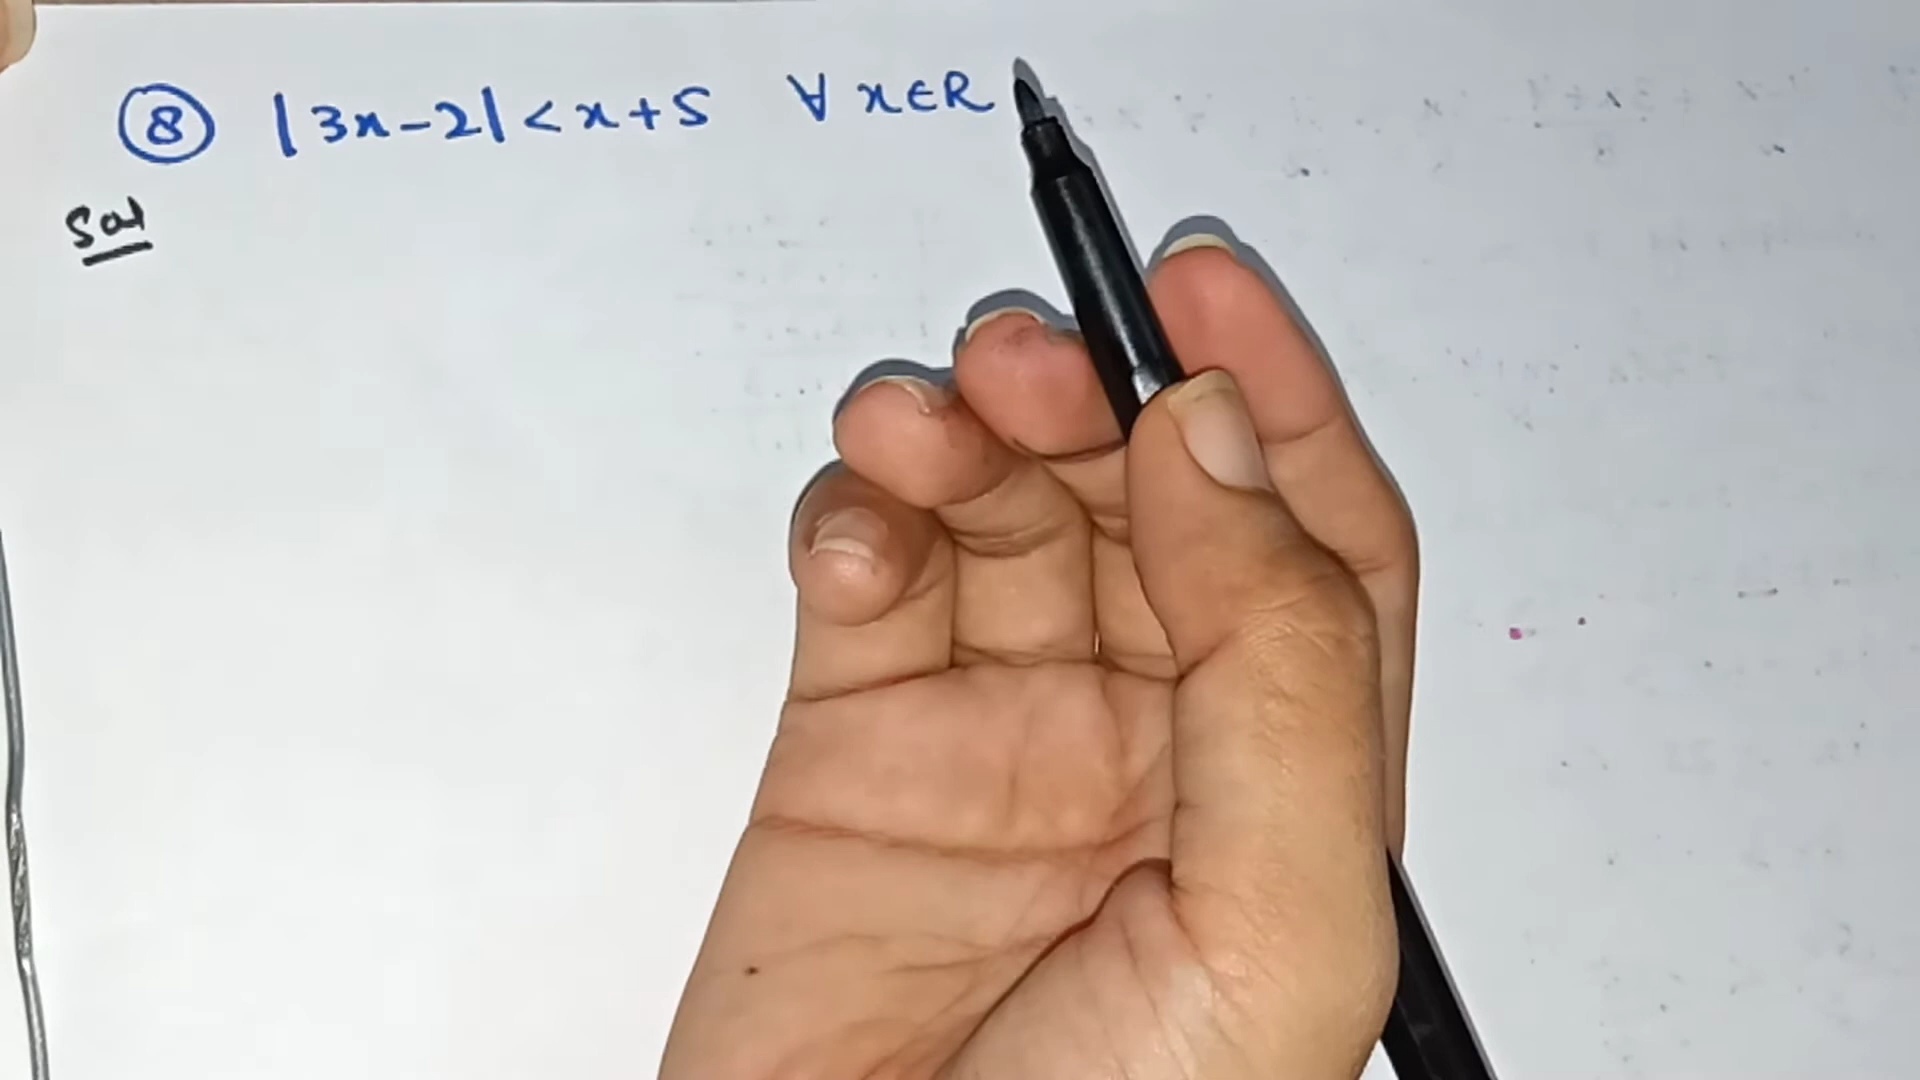 ⑧ |3x-2| < x+5 ∀ x∈R
Sol